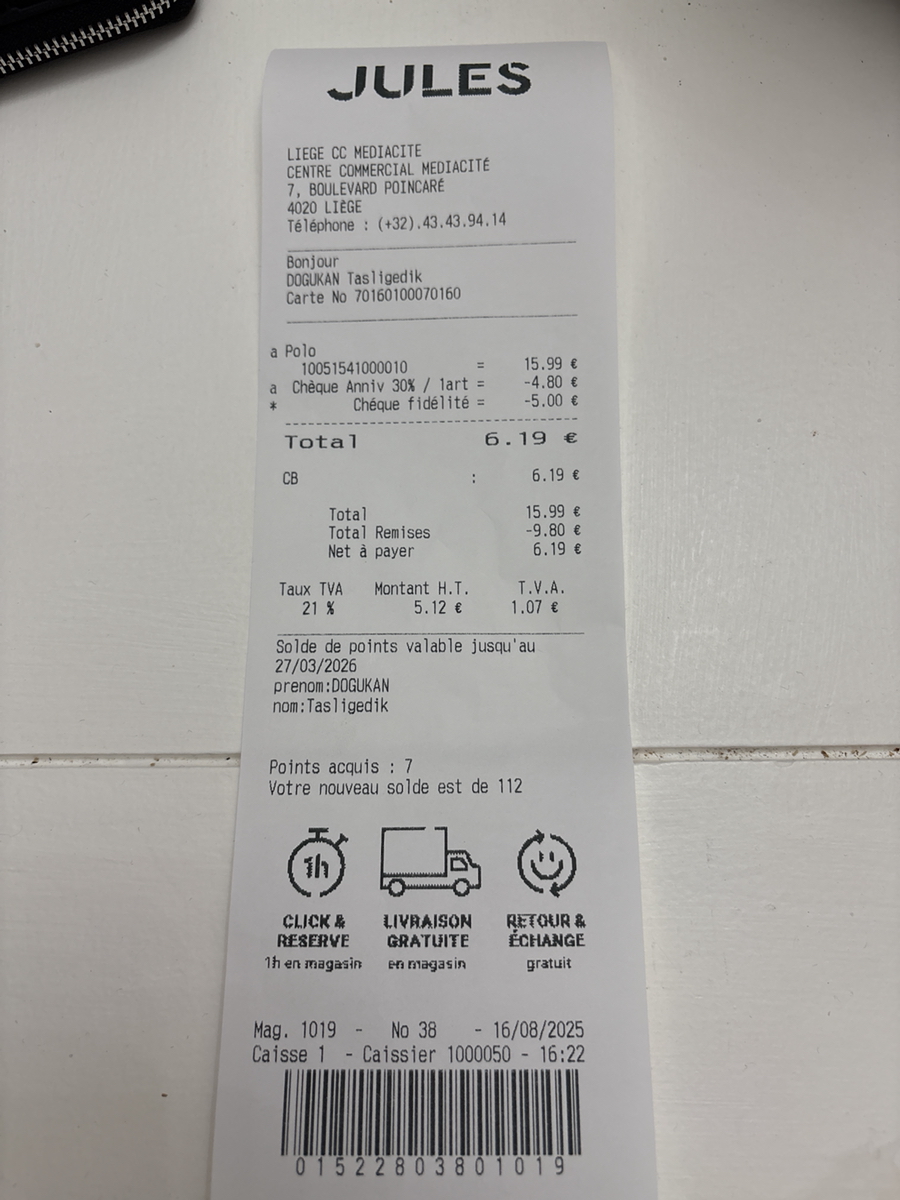 JULES
LIEGE CC MEDIACITE
CENTRE COMMERCIAL MEDIACITÉ
7, BOULEVARD POINCARÉ
4020 LIÈGE
Téléphone : (+32).43.43.94.14
Bonjour
DOGUKAN Tasligedik
Carte No 70160100070160
a Polo
10051541000010 = 15.99 €
a Chèque Anniv 30% / 1art = -4.80 €
* Chéque fidélité = -5.00 €
Total 6.19 €
CB : 6.19 €
Total 15.99 €
Total Remises -9.80 €
Net à payer 6.19 €
Taux TVA Montant H.T. T.V.A.
21 % 5.12 € 1.07 €
Solde de points valable jusqu'au
27/03/2026
prenom:DOGUKAN
nom:Tasligedik
Points acquis : 7
Votre nouveau solde est de 112
1h
CLICK & RESERVE
1h en magasin
LIVRAISON GRATUITE
en magasin
RETOUR & ÉCHANGE
gratuit
Mag. 1019 - No 38 - 16/08/2025
Caisse 1 - Caissier 1000050 - 16:22
01522803801019